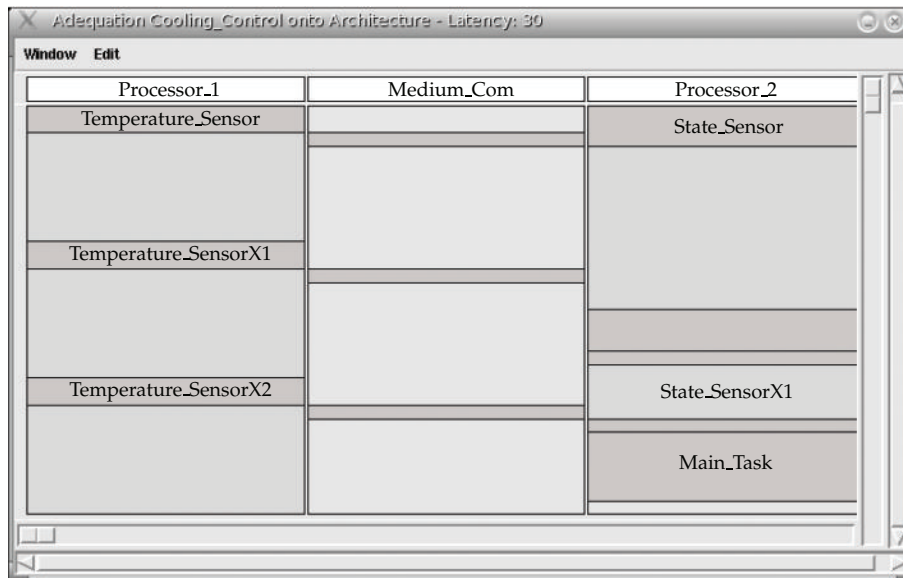 Adequation Cooling_Control onto Architecture - Latency: 30
Window Edit
Processor_1 Medium_Com Processor_2
Temperature_Sensor
State_Sensor
Temperature_SensorX1
Temperature_SensorX2
State_SensorX1
Main_Task